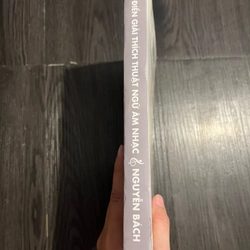 ĐIỂN GIẢI THÍCH THUẬT NGỮ ÂM NHẠC NGUYỄN BÁCH